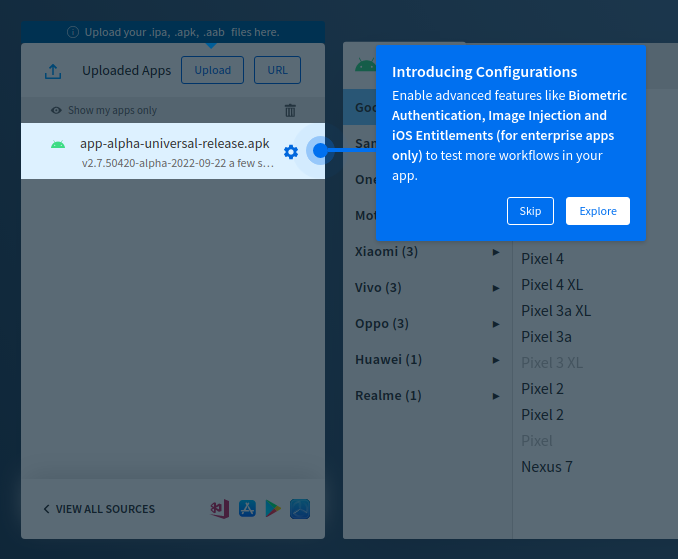 Upload your .ipa, .apk, .aab files here.
Uploaded Apps
Upload
URL
Show my apps only
app-alpha-universal-release.apk
v2.7.50420-alpha-2022-09-22 a few s...
VIEW ALL SOURCES
Introducing Configurations
Enable advanced features like Biometric
Authentication, Image Injection and
iOS Entitlements (for enterprise apps
only) to test more workflows in your
app.
Skip
Explore
Xiaomi (3)
Vivo (3)
Oppo (3)
Huawei (1)
Realme (1)
Pixel 4
Pixel 4 XL
Pixel 3a XL
Pixel 3a
Pixel 3 XL
Pixel 2
Pixel 2
Pixel
Nexus 7